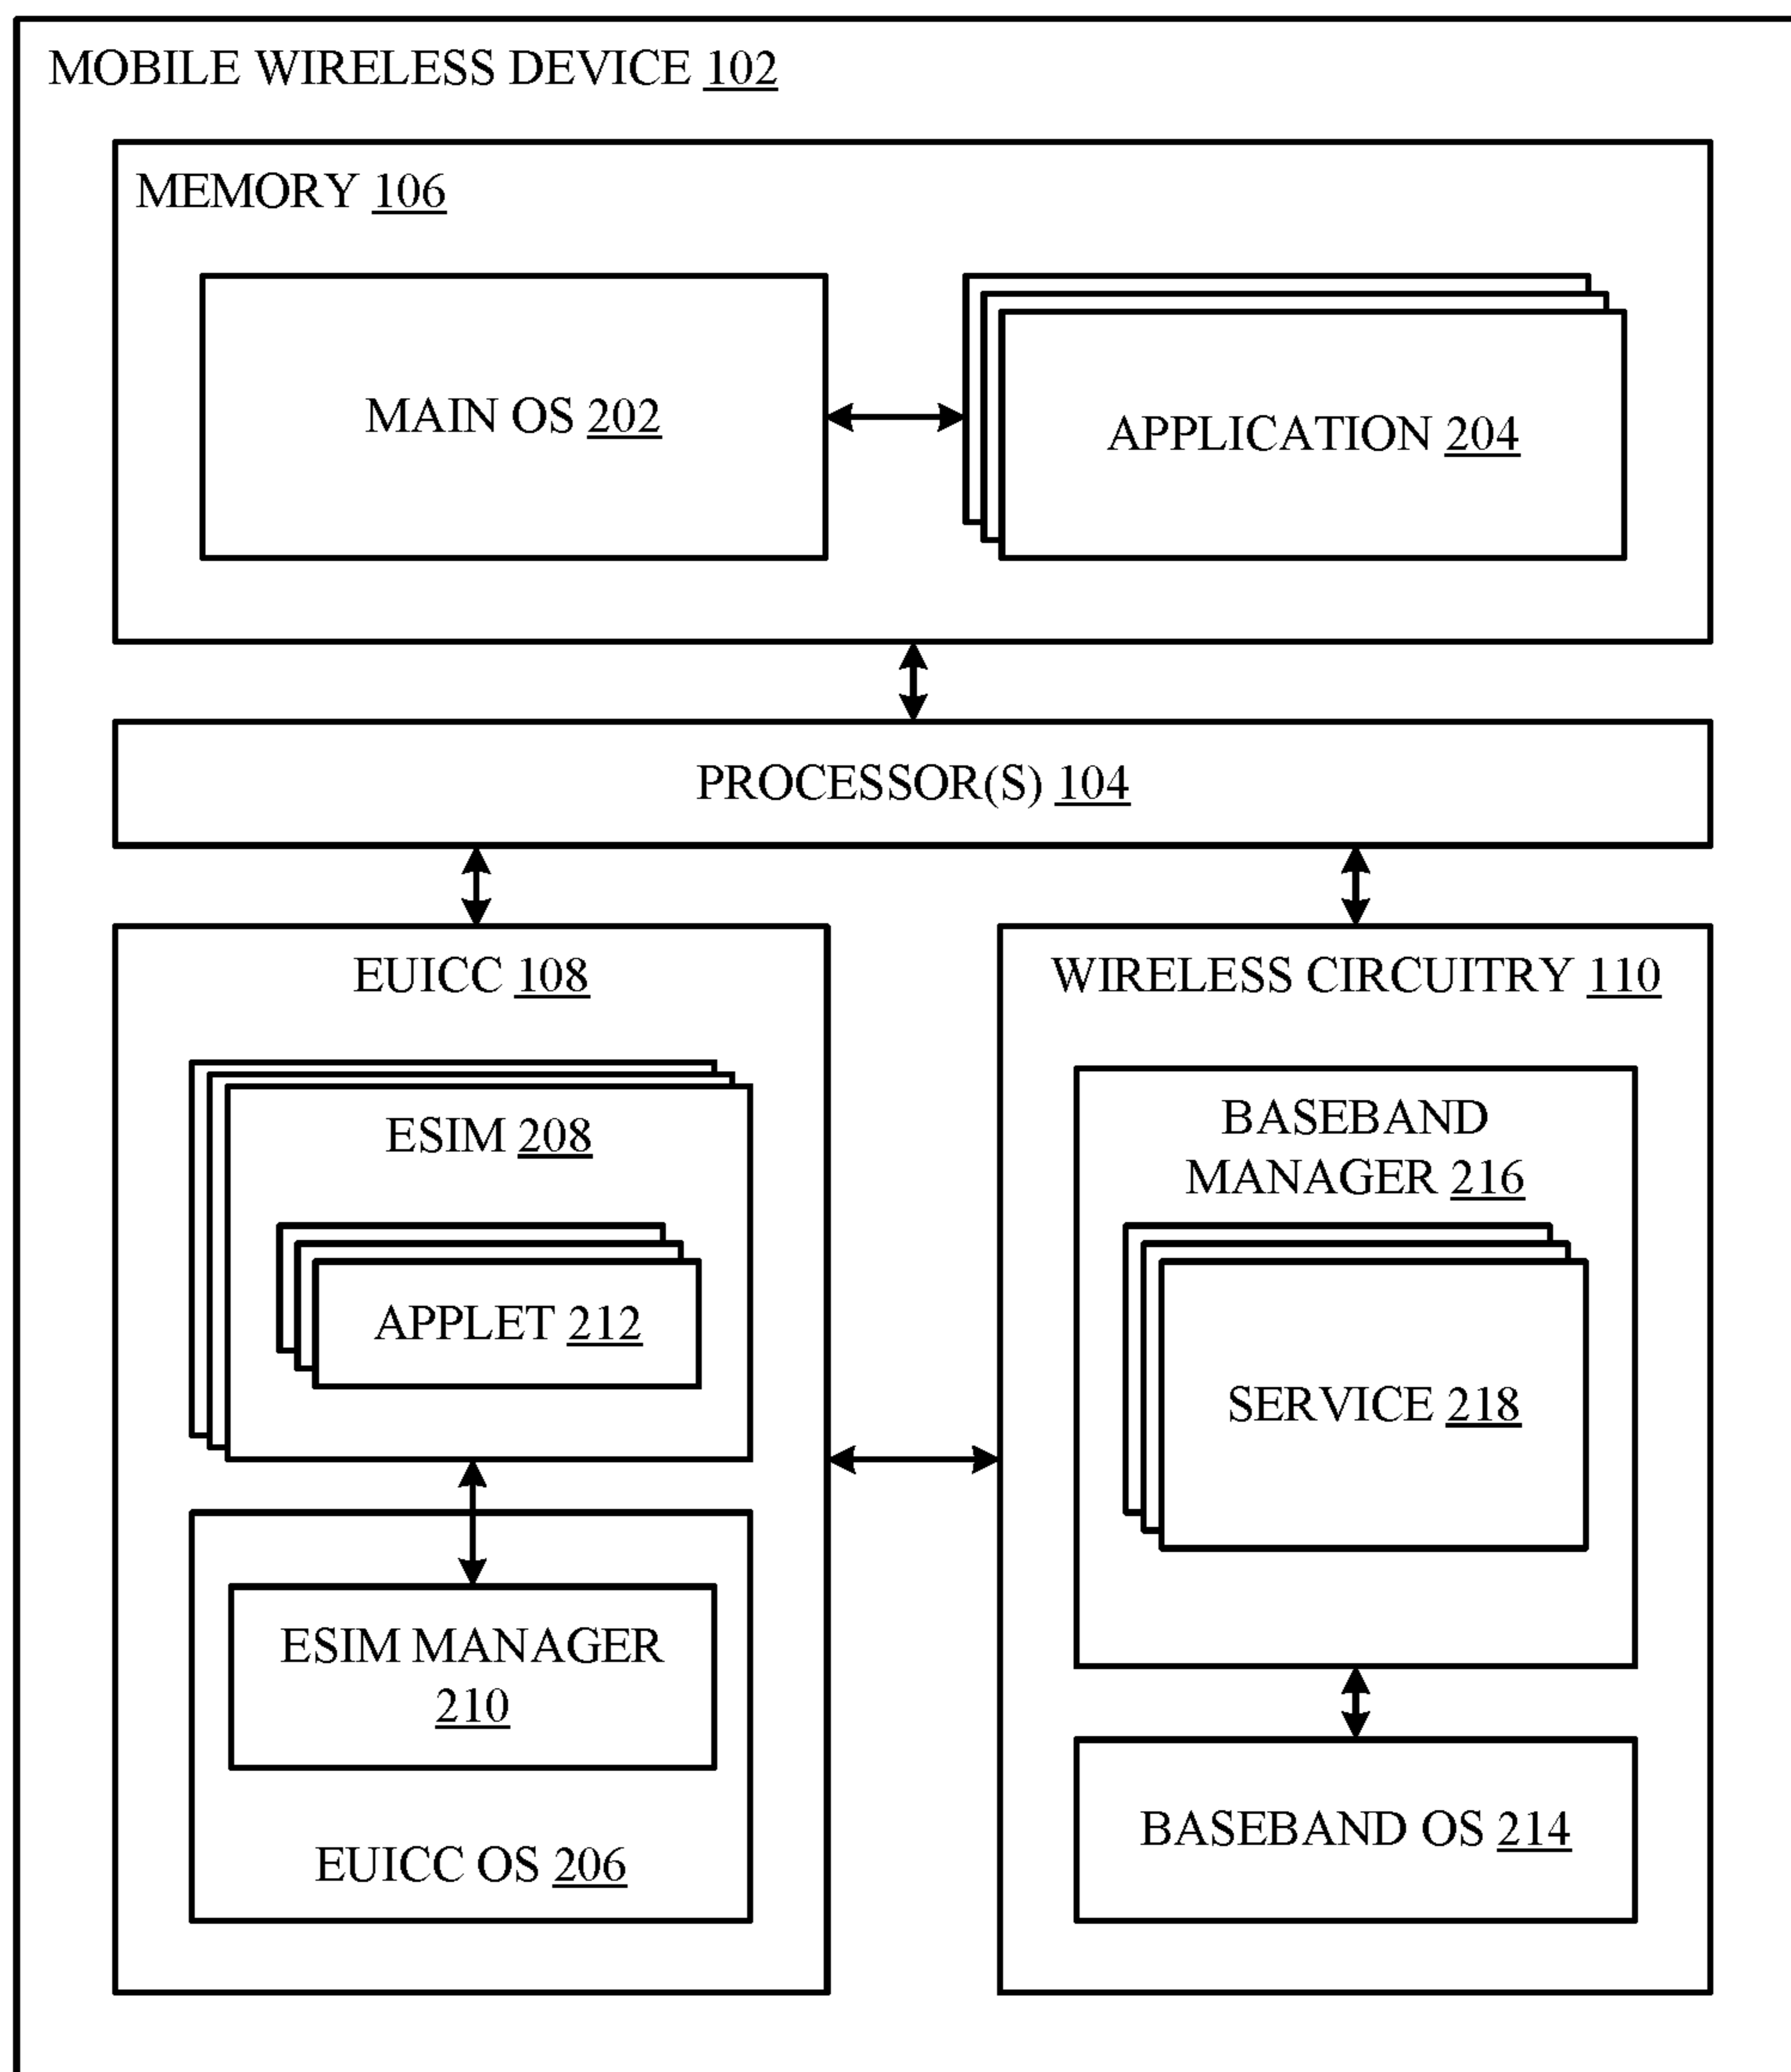 MOBILE WIRELESS DEVICE 102
MEMORY 106
MAIN OS 202
APPLICATION 204
PROCESSOR(S) 104
EUICC 108
ESIM 208
APPLET 212
ESIM MANAGER
210
EUICC OS 206
WIRELESS CIRCUITRY 110
BASEBAND
MANAGER 216
SERVICE 218
BASEBAND OS 214